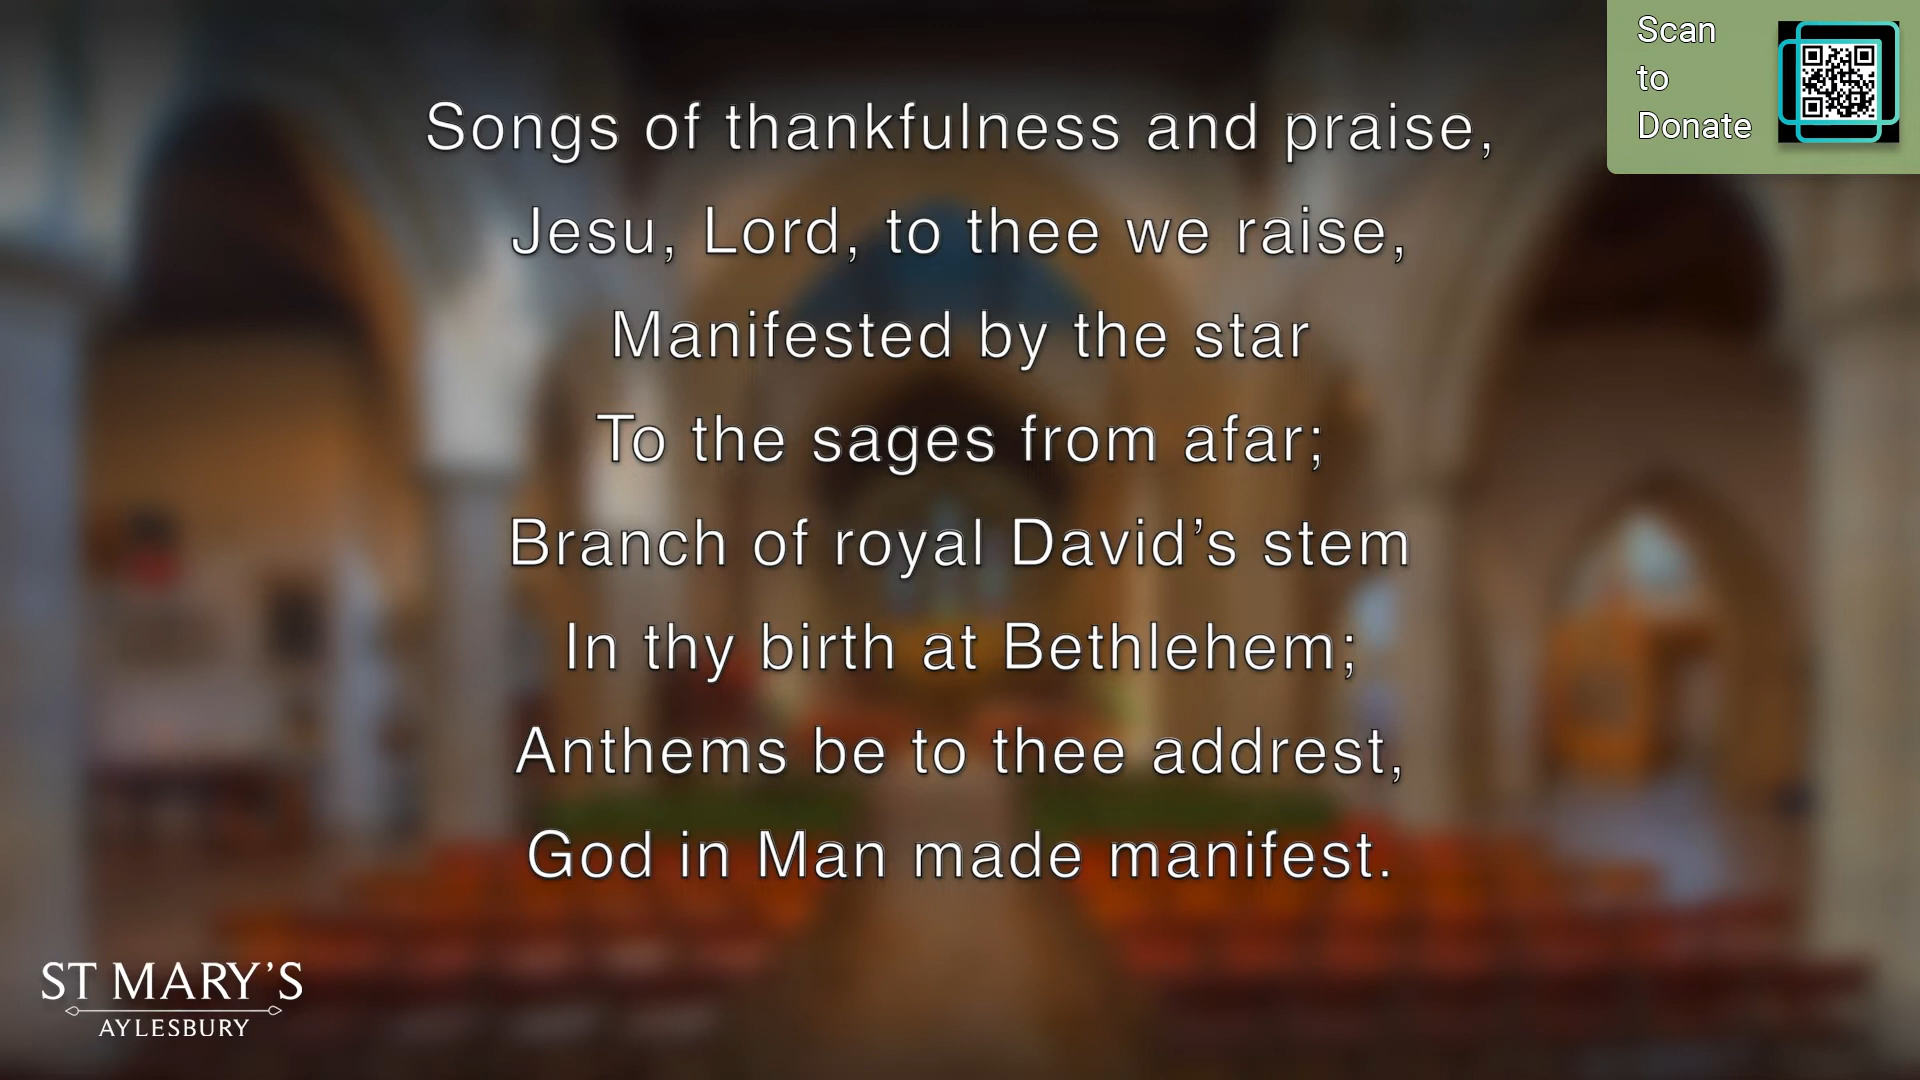 Scan
to
Donate
Songs of thankfulness and praise,
Jesu, Lord, to thee we raise,
Manifested by the star
To the sages from afar;
Branch of royal David’s stem
In thy birth at Bethlehem;
Anthems be to thee addrest,
God in Man made manifest.
ST MARY’S
AYLESBURY